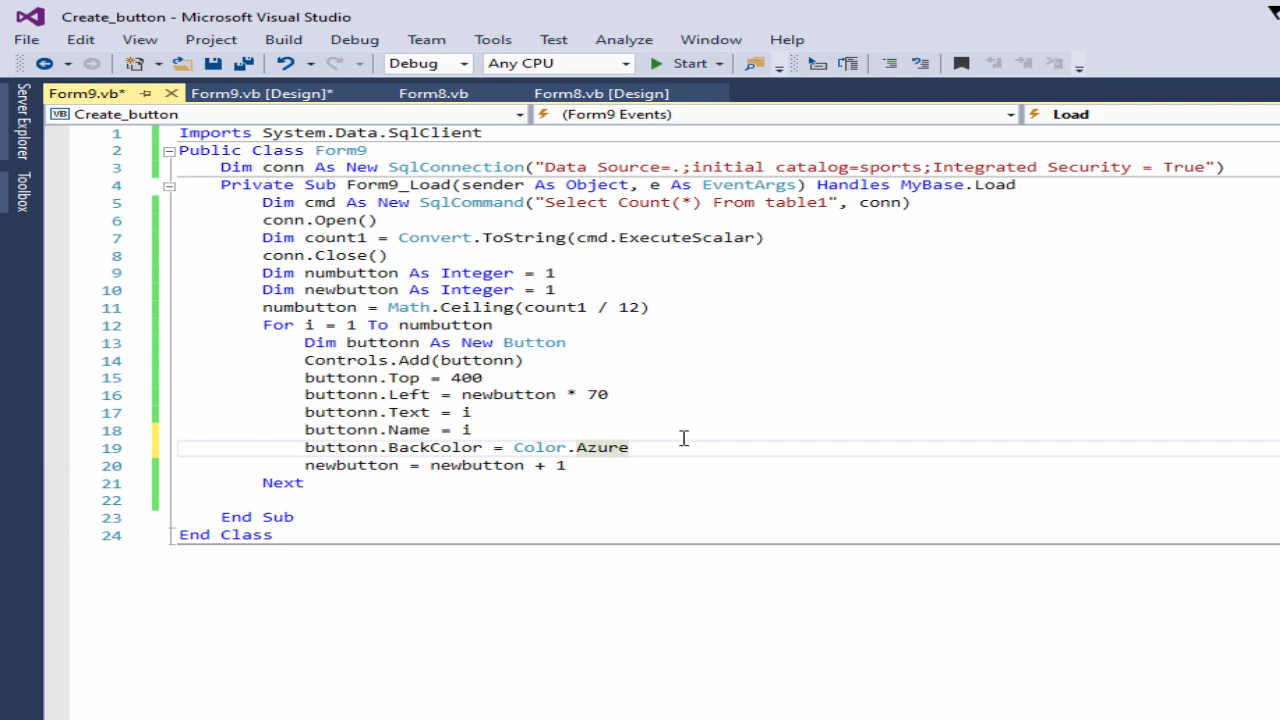 Create_button - Microsoft Visual Studio
File Edit View Project Build Debug Team Tools Test Analyze Window Help
Debug Any CPU Start
Server Explorer
Toolbox
Form9.vb* Form9.vb [Design]* Form8.vb Form8.vb [Design]
VB Create_button (Form9 Events) Load
1 Imports System.Data.SqlClient
2 Public Class Form9
3 Dim conn As New SqlConnection("Data Source=.;initial catalog=sports;Integrated Security = True")
4 Private Sub Form9_Load(sender As Object, e As EventArgs) Handles MyBase.Load
5 Dim cmd As New SqlCommand("Select Count(*) From table1", conn)
6 conn.Open()
7 Dim count1 = Convert.ToString(cmd.ExecuteScalar)
8 conn.Close()
9 Dim numbutton As Integer = 1
10 Dim newbutton As Integer = 1
11 numbutton = Math.Ceiling(count1 / 12)
12 For i = 1 To numbutton
13 Dim buttonn As New Button
14 Controls.Add(buttonn)
15 buttonn.Top = 400
16 buttonn.Left = newbutton * 70
17 buttonn.Text = i
18 buttonn.Name = i
19 buttonn.BackColor = Color.Azure
20 newbutton = newbutton + 1
21 Next
22
23 End Sub
24 End Class